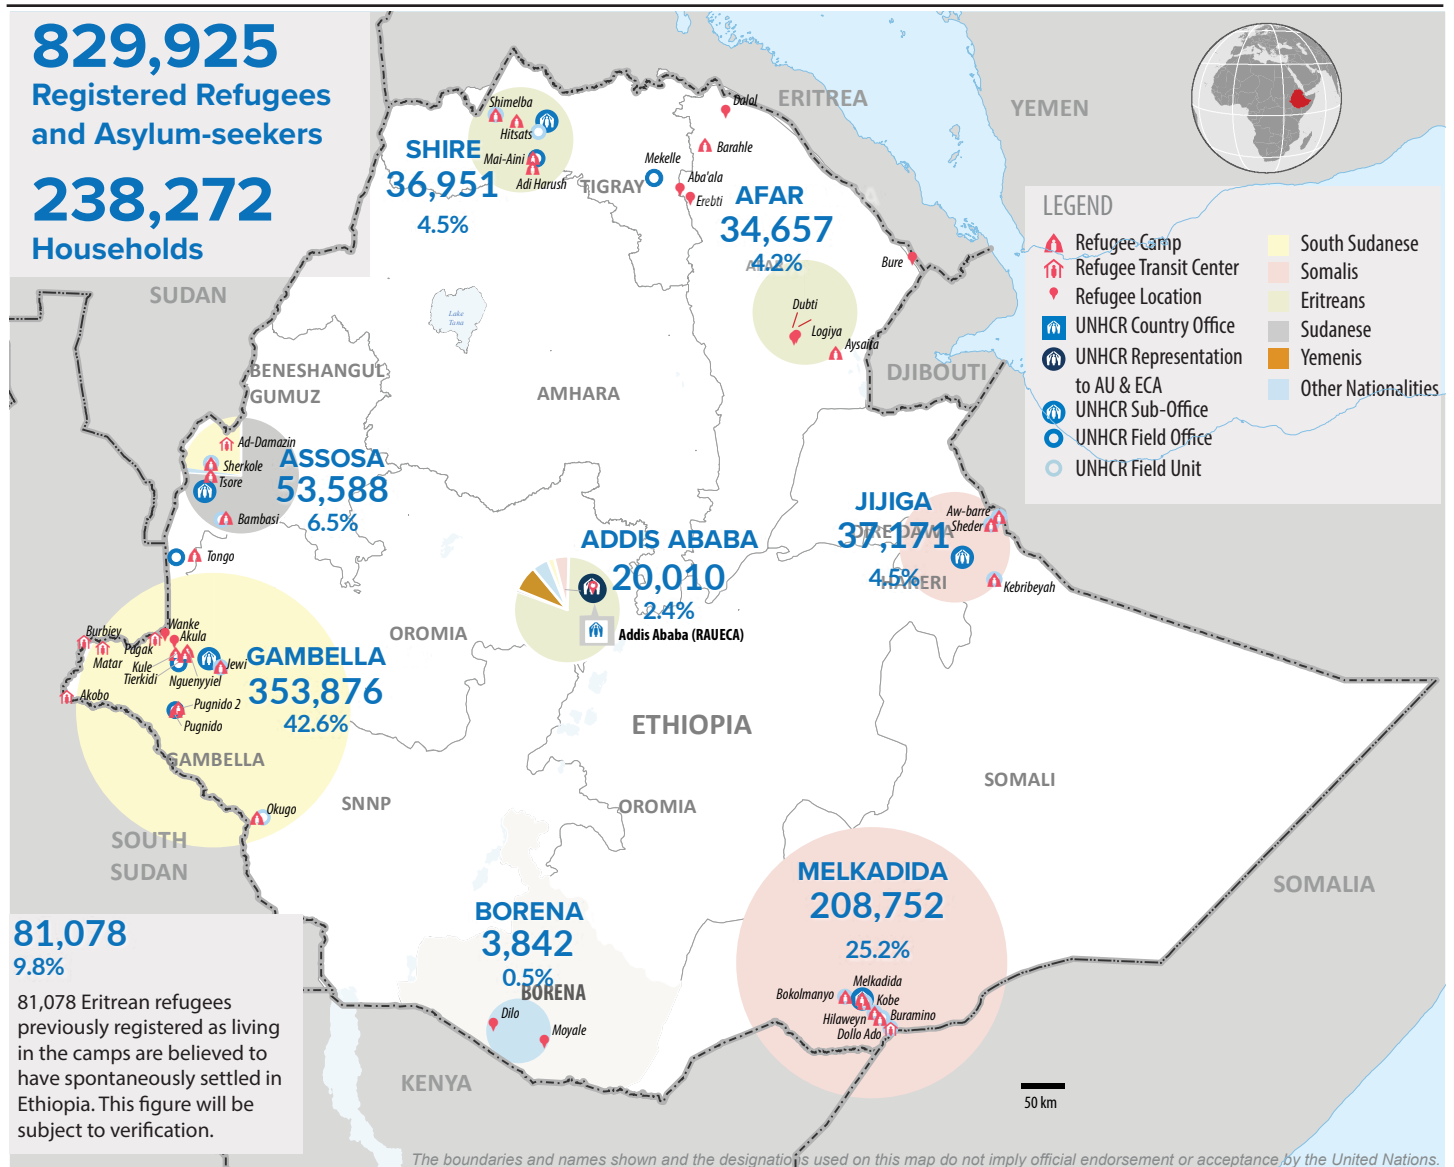 829,925
Registered Refugees
and Asylum-seekers
238,272
Households
ERITREA
YEMEN
SUDAN
DJIBOUTI
SOUTH
SUDAN
KENYA
SOMALIA
ETHIOPIA
Shimelba
Hitsats
Mai-Aini
Adi Harush
SHIRE
36,951
4.5%
TIGRAY
Mekelle
Dalol
Barahle
Aba'ala
Erebti
AFAR
34,657
4.2%
Bure
Dubti
Logiya
Aysaita
Lake
Tana
BENESHANGUL
GUMUZ
AMHARA
Ad-Damazin
Sherkole
Tsore
Bambasi
Tongo
ASSOSA
53,588
6.5%
JIJIGA
37,171
4.5%
DIRE DAWA
HARERI
Aw-barre
Sheder
Kebribeyah
ADDIS ABABA
20,010
2.4%
Addis Ababa (RAUECA)
OROMIA
Burbiey
Matar
Pagak
Wanke
Akula
Kule
Tierkidi
Nguenyyiel
Jewi
Akobo
Pugnido 2
Pugnido
GAMBELLA
353,876
42.6%
GAMBELLA
Okugo
SNNP
OROMIA
SOMALI
MELKADIDA
208,752
25.2%
Melkadida
Bokolmanyo
Kobe
Hilaweyn
Buramino
Dollo Ado
BORENA
3,842
0.5%
BORENA
Dilo
Moyale
LEGEND
Refugee Camp
Refugee Transit Center
Refugee Location
UNHCR Country Office
UNHCR Representation
to AU & ECA
UNHCR Sub-Office
UNHCR Field Office
UNHCR Field Unit
South Sudanese
Somalis
Eritreans
Sudanese
Yemenis
Other Nationalities
81,078
9.8%
81,078 Eritrean refugees
previously registered as living
in the camps are believed to
have spontaneously settled in
Ethiopia. This figure will be
subject to verification.
50 km
The boundaries and names shown and the designations used on this map do not imply official endorsement or acceptance by the United Nations.